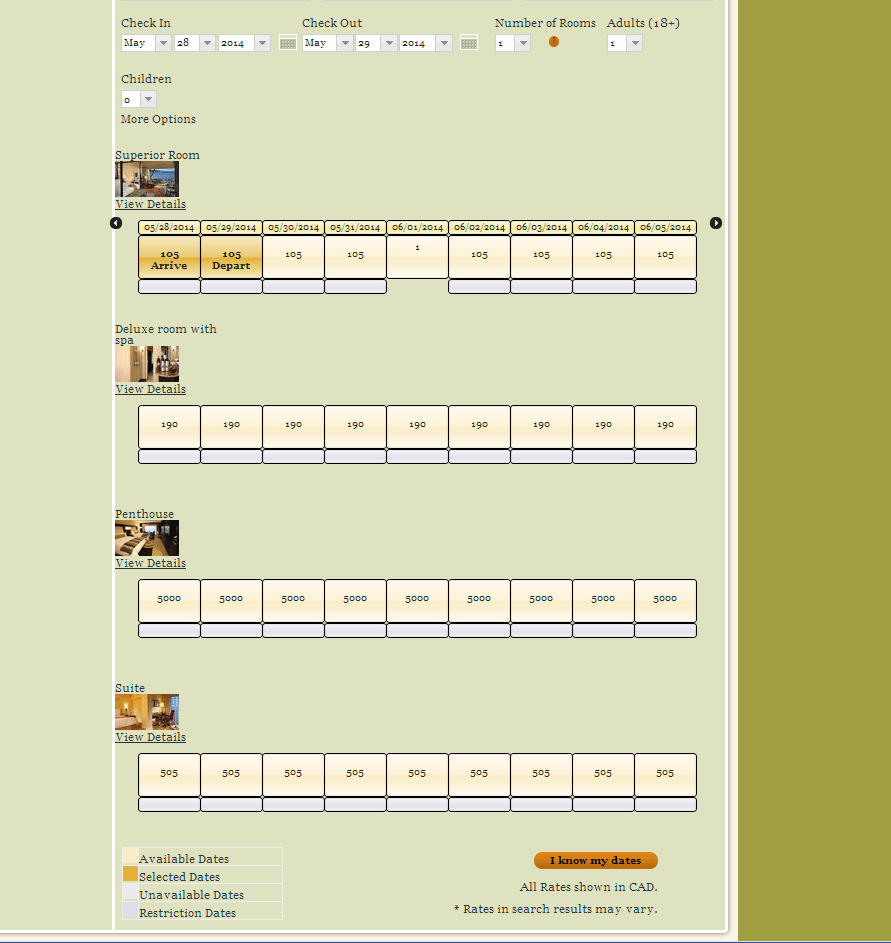 Check In Check Out Number of Rooms Adults (18+)
May 28 2014 May 29 2014 1 ? 1
Children
0
More Options
Superior Room
View Details
05/28/2014 05/29/2014 05/30/2014 05/31/2014 06/01/2014 06/02/2014 06/03/2014 06/04/2014 06/05/2014
105 105 105 105 1 105 105 105 105
Arrive Depart
Deluxe room with
spa
View Details
190 190 190 190 190 190 190 190 190
Penthouse
View Details
5000 5000 5000 5000 5000 5000 5000 5000 5000
Suite
View Details
505 505 505 505 505 505 505 505 505
Available Dates
Selected Dates
Unavailable Dates
Restriction Dates
I know my dates
All Rates shown in CAD.
* Rates in search results may vary.